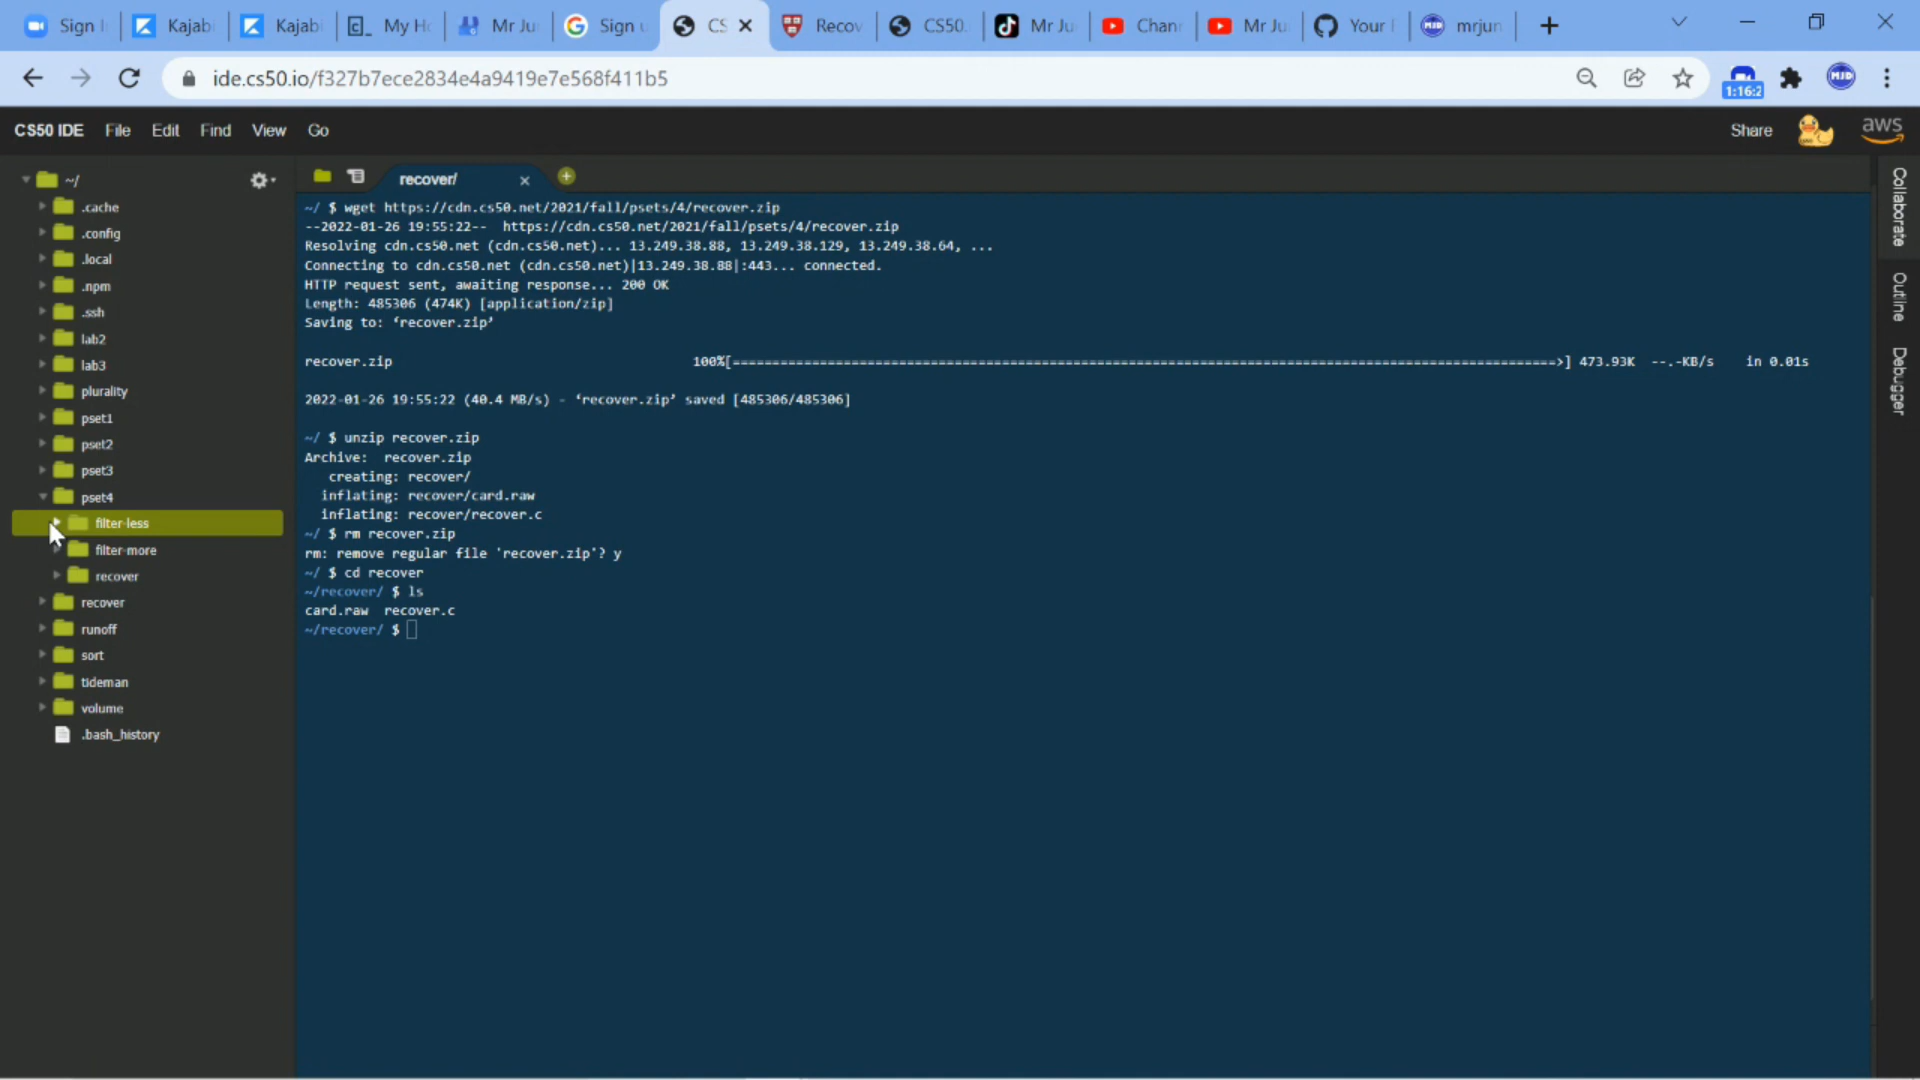 Sign I
Kajabi
Kajabi
My Ho
Mr Ju
Sign u
CS
Recov
CS50.
Mr Ju
Chan
Mr Ju
Your
mrjun
ide.cs50.io/f327b7ece2834e4a9419e7e568f411b5
1:16:2
MJD
CS50 IDE File Edit Find View Go
Share
aws
~/
.cache
.config
.local
.npm
.ssh
lab2
lab3
plurality
pset1
pset2
pset3
pset4
filter-less
filter-more
recover
recover
runoff
sort
tideman
volume
.bash_history
recover/
~/ $ wget https://cdn.cs50.net/2021/fall/psets/4/recover.zip
--2022-01-26 19:55:22-- https://cdn.cs50.net/2021/fall/psets/4/recover.zip
Resolving cdn.cs50.net (cdn.cs50.net)... 13.249.38.88, 13.249.38.129, 13.249.38.64, ...
Connecting to cdn.cs50.net (cdn.cs50.net)|13.249.38.88|:443... connected.
HTTP request sent, awaiting response... 200 OK
Length: 485306 (474K) [application/zip]
Saving to: ‘recover.zip’
recover.zip 100%[=======================================================================================================>] 473.93K --.-KB/s in 0.01s
2022-01-26 19:55:22 (40.4 MB/s) - ‘recover.zip’ saved [485306/485306]
~/ $ unzip recover.zip
Archive: recover.zip
creating: recover/
inflating: recover/card.raw
inflating: recover/recover.c
~/ $ rm recover.zip
rm: remove regular file 'recover.zip'? y
~/ $ cd recover
~/recover/ $ ls
card.raw recover.c
~/recover/ $
Collaborate
Outline
Debugger